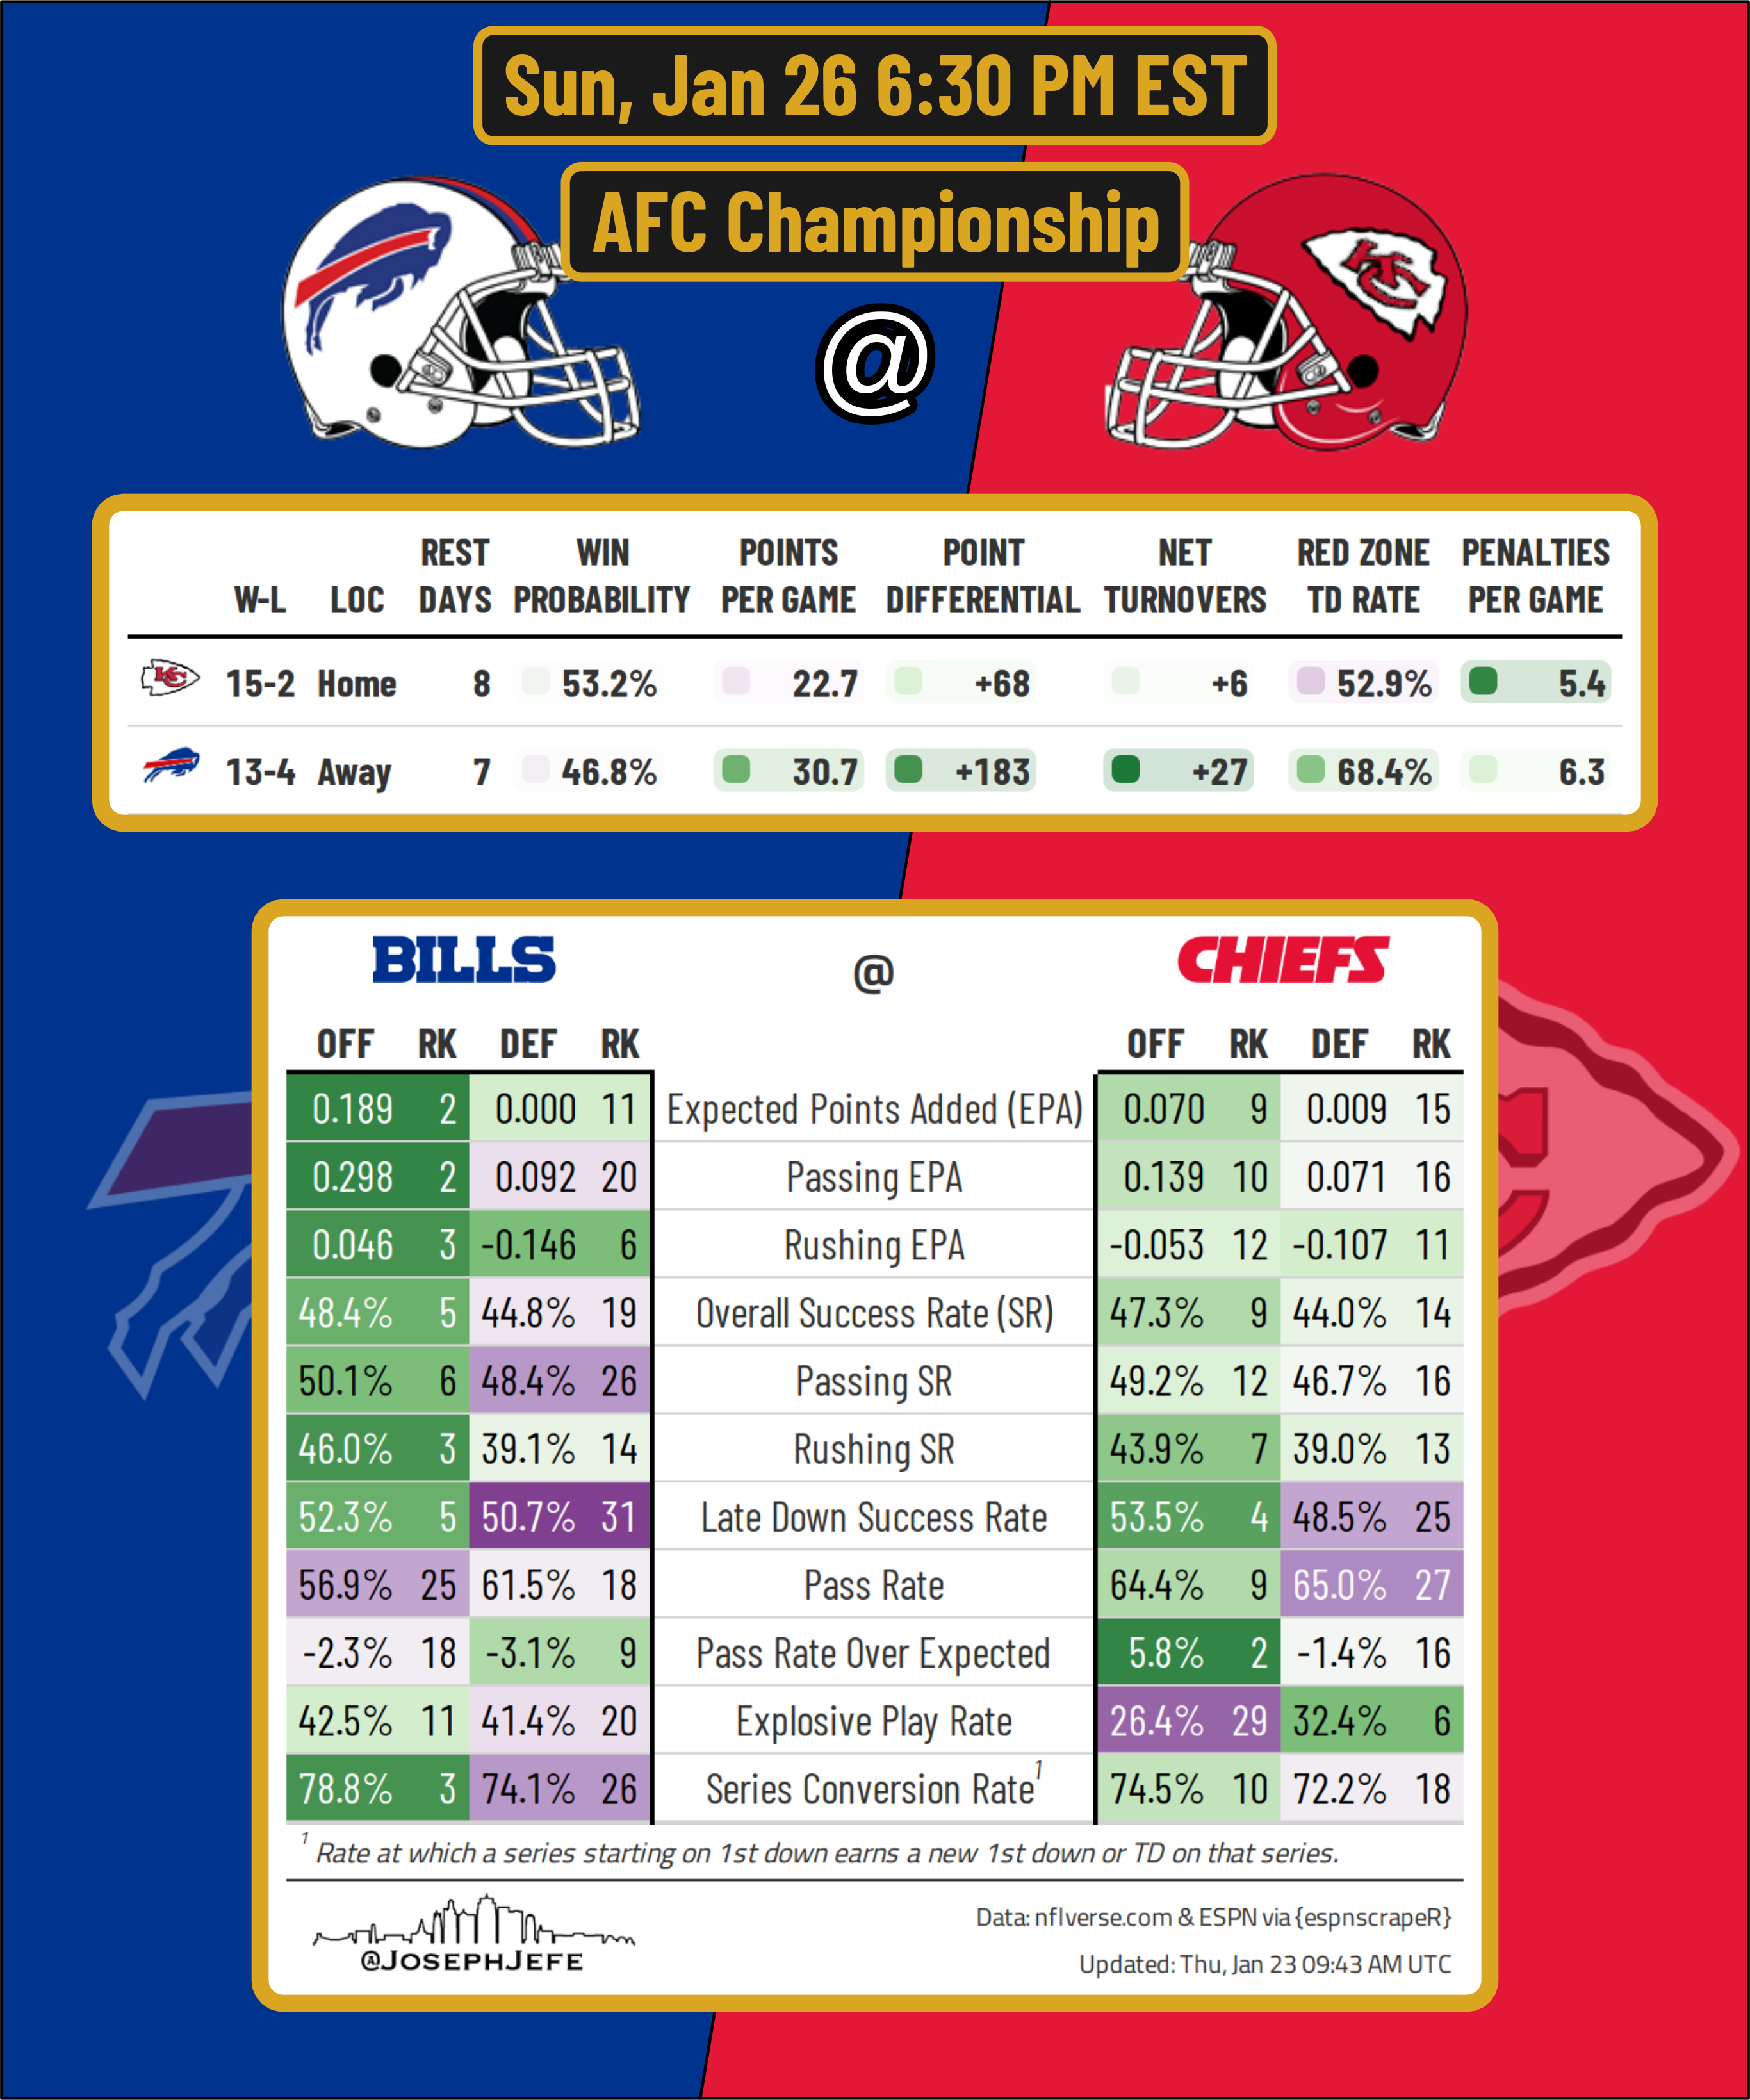 Sun, Jan 26 6:30 PM EST
AFC Championship
KC
@
W-L LOC REST DAYS WIN PROBABILITY POINTS PER GAME POINT DIFFERENTIAL NET TURNOVERS RED ZONE TD RATE PENALTIES PER GAME
KC 15-2 Home 8 53.2% 22.7 +68 +6 52.9% 5.4
13-4 Away 7 46.8% 30.7 +183 +27 68.4% 6.3
BILLS @ CHIEFS
OFF RK DEF RK OFF RK DEF RK
0.189 2 0.000 11 Expected Points Added (EPA) 0.070 9 0.009 15
0.298 2 0.092 20 Passing EPA 0.139 10 0.071 16
0.046 3 -0.146 6 Rushing EPA -0.053 12 -0.107 11
48.4% 5 44.8% 19 Overall Success Rate (SR) 47.3% 9 44.0% 14
50.1% 6 48.4% 26 Passing SR 49.2% 12 46.7% 16
46.0% 3 39.1% 14 Rushing SR 43.9% 7 39.0% 13
52.3% 5 50.7% 31 Late Down Success Rate 53.5% 4 48.5% 25
56.9% 25 61.5% 18 Pass Rate 64.4% 9 65.0% 27
-2.3% 18 -3.1% 9 Pass Rate Over Expected 5.8% 2 -1.4% 16
42.5% 11 41.4% 20 Explosive Play Rate 26.4% 29 32.4% 6
78.8% 3 74.1% 26 Series Conversion Rate¹ 74.5% 10 72.2% 18
¹ Rate at which a series starting on 1st down earns a new 1st down or TD on that series.
@JOSEPHJEFE
Data: nflverse.com & ESPN via {espnscrapeR}
Updated: Thu, Jan 23 09:43 AM UTC